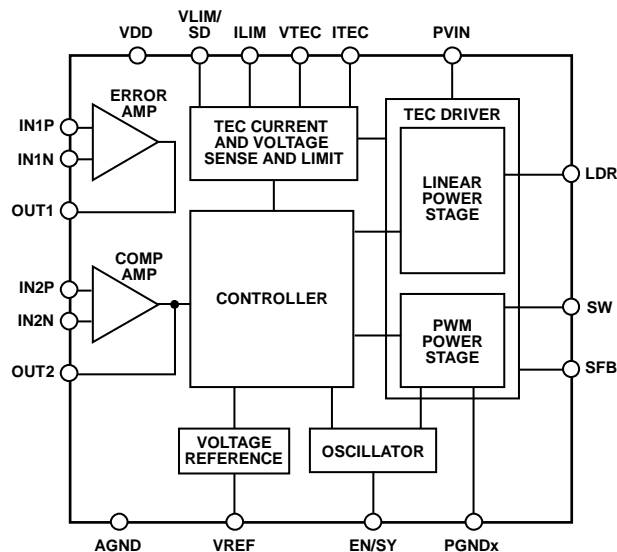 VDD
VLIM/
SD
ILIM
VTEC
ITEC
PVIN
ERROR
AMP
IN1P
IN1N
OUT1
TEC CURRENT
AND VOLTAGE
SENSE AND LIMIT
TEC DRIVER
LINEAR
POWER
STAGE
LDR
COMP
AMP
IN2P
IN2N
OUT2
CONTROLLER
PWM
POWER
STAGE
SW
SFB
VOLTAGE
REFERENCE
OSCILLATOR
AGND
VREF
EN/SY
PGNDx